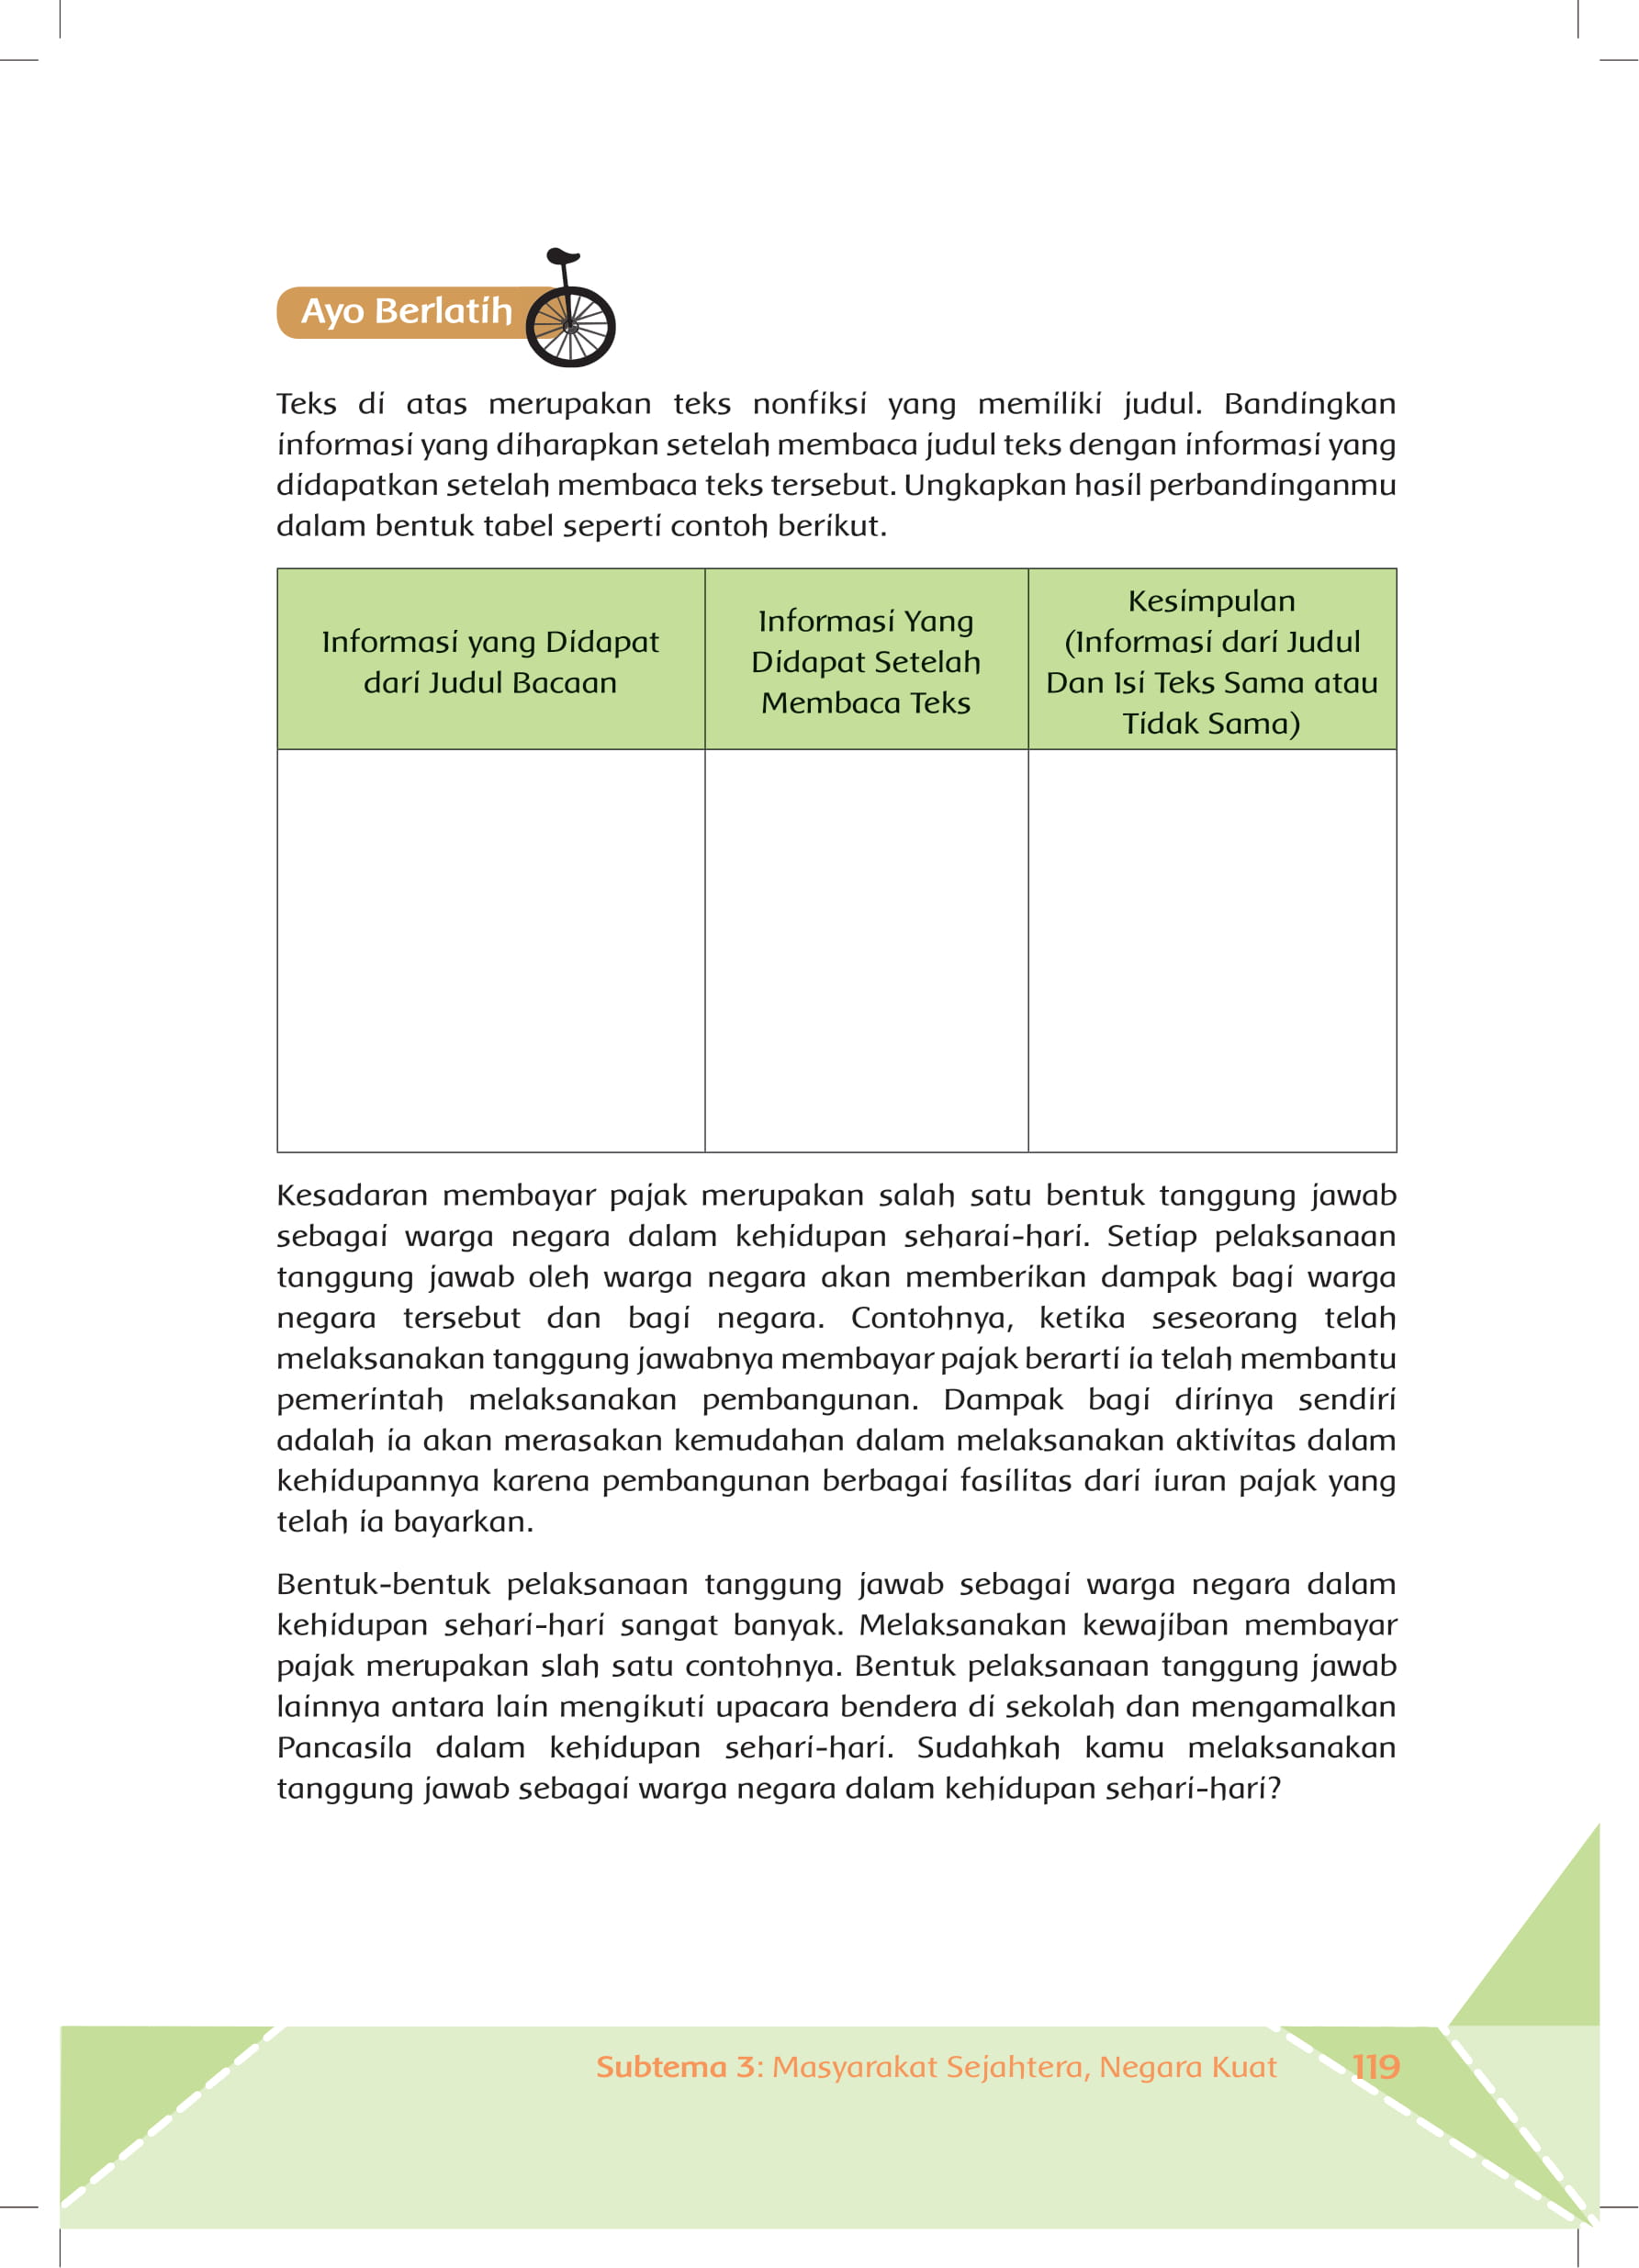 Ayo Berlatih
Teks di atas merupakan teks nonfiksi yang memiliki judul. Bandingkan
informasi yang diharapkan setelah membaca judul teks dengan informasi yang
didapatkan setelah membaca teks tersebut. Ungkapkan hasil perbandinganmu
dalam bentuk tabel seperti contoh berikut.
Informasi yang Didapat
dari Judul Bacaan
Informasi Yang
Didapat Setelah
Membaca Teks
Kesimpulan
(Informasi dari Judul
Dan Isi Teks Sama atau
Tidak Sama)
Kesadaran membayar pajak merupakan salah satu bentuk tanggung jawab
sebagai warga negara dalam kehidupan seharai-hari. Setiap pelaksanaan
tanggung jawab oleh warga negara akan memberikan dampak bagi warga
negara tersebut dan bagi negara. Contohnya, ketika seseorang telah
melaksanakan tanggung jawabnya membayar pajak berarti ia telah membantu
pemerintah melaksanakan pembangunan. Dampak bagi dirinya sendiri
adalah ia akan merasakan kemudahan dalam melaksanakan aktivitas dalam
kehidupannya karena pembangunan berbagai fasilitas dari iuran pajak yang
telah ia bayarkan.
Bentuk-bentuk pelaksanaan tanggung jawab sebagai warga negara dalam
kehidupan sehari-hari sangat banyak. Melaksanakan kewajiban membayar
pajak merupakan slah satu contohnya. Bentuk pelaksanaan tanggung jawab
lainnya antara lain mengikuti upacara bendera di sekolah dan mengamalkan
Pancasila dalam kehidupan sehari-hari. Sudahkah kamu melaksanakan
tanggung jawab sebagai warga negara dalam kehidupan sehari-hari?
Subtema 3: Masyarakat Sejahtera, Negara Kuat 119